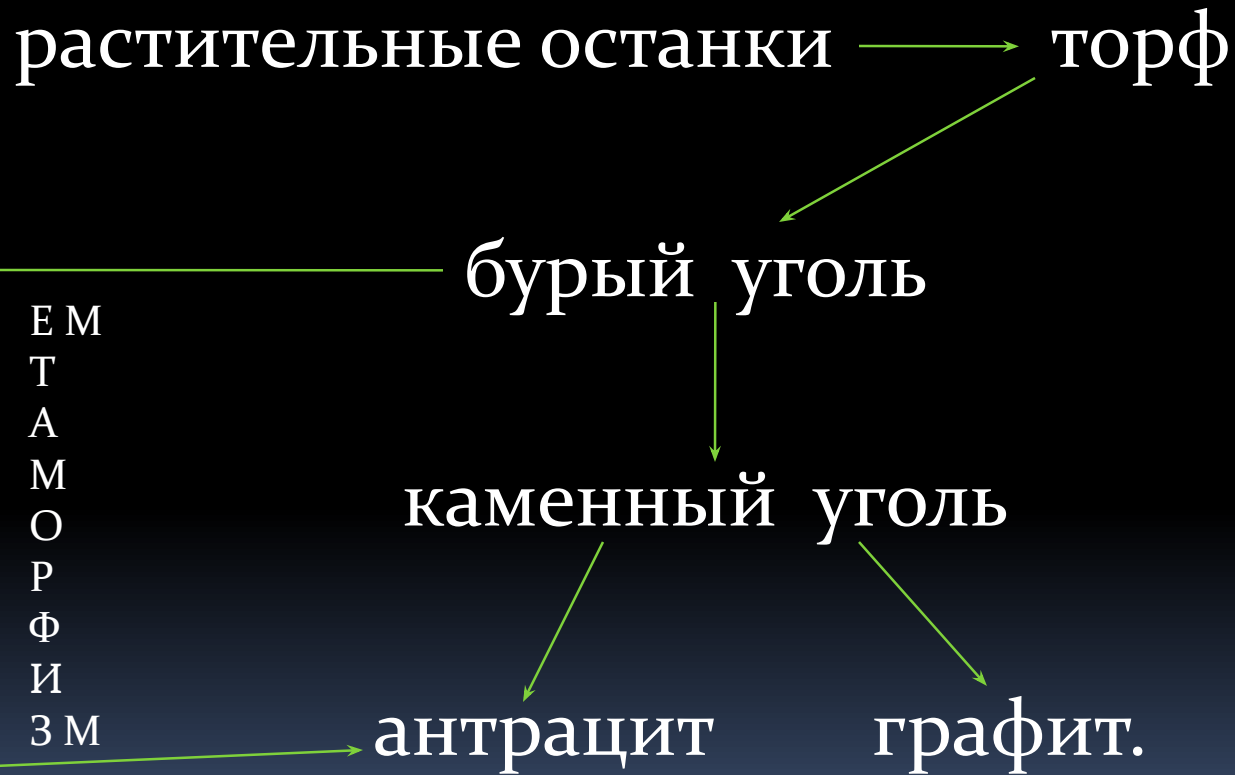 растительные останки торф
бурый уголь
Е М
Т
А
М
О
Р
Ф
И
З М
каменный уголь
антрацит графит.